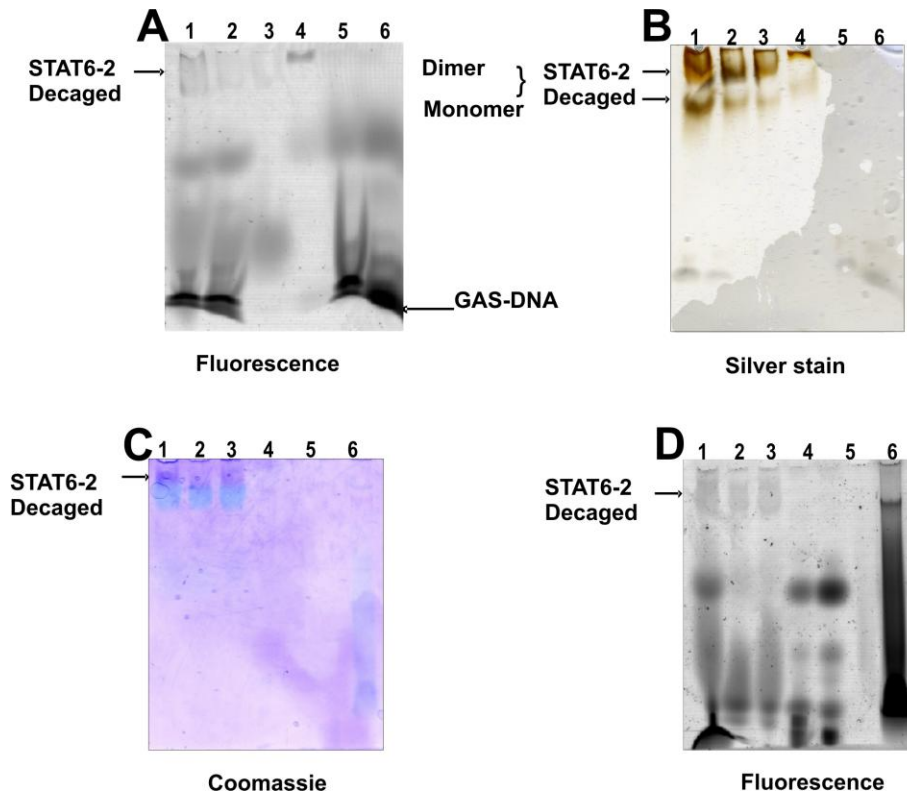 A
1 2 3 4 5 6
STAT6-2
Decaged
Dimer
}
Monomer
GAS-DNA
Fluorescence
B
1 2 3 4 5 6
STAT6-2
Decaged
Silver stain
C
1 2 3 4 5 6
STAT6-2
Decaged
Coomassie
D
1 2 3 4 5 6
STAT6-2
Decaged
Fluorescence